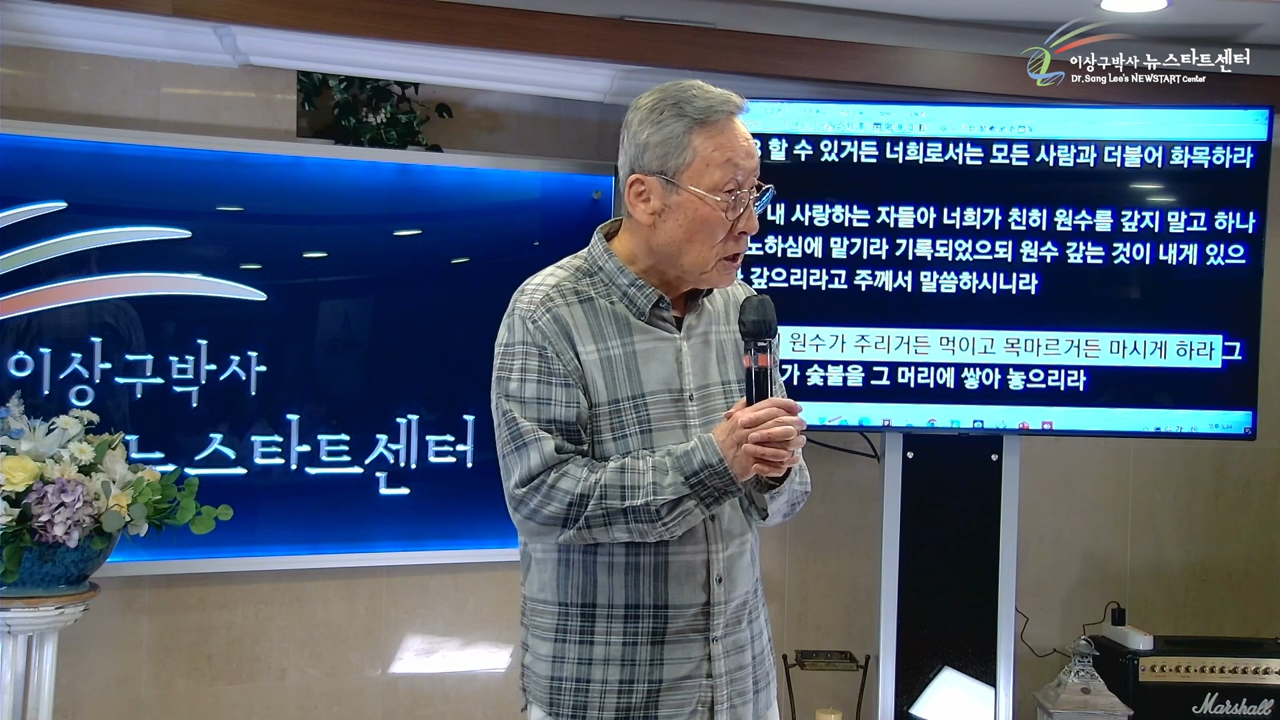 이상구박사 뉴스타트센터
Dr. Sang Lee's NEWSTART Center
할 수 있거든 너희로서는 모든 사람과 더불어 화목하라
내 사랑하는 자들아 너희가 친히 원수를 갚지 말고 하나
노하심에 맡기라 기록되었으되 원수 갚는 것이 내게 있으
갚으리라고 주께서 말씀하시니라
원수가 주리거든 먹이고 목마르거든 마시게 하라 그
가 숯불을 그 머리에 쌓아 놓으리라
이상구박사
뉴스타트센터
Marshall